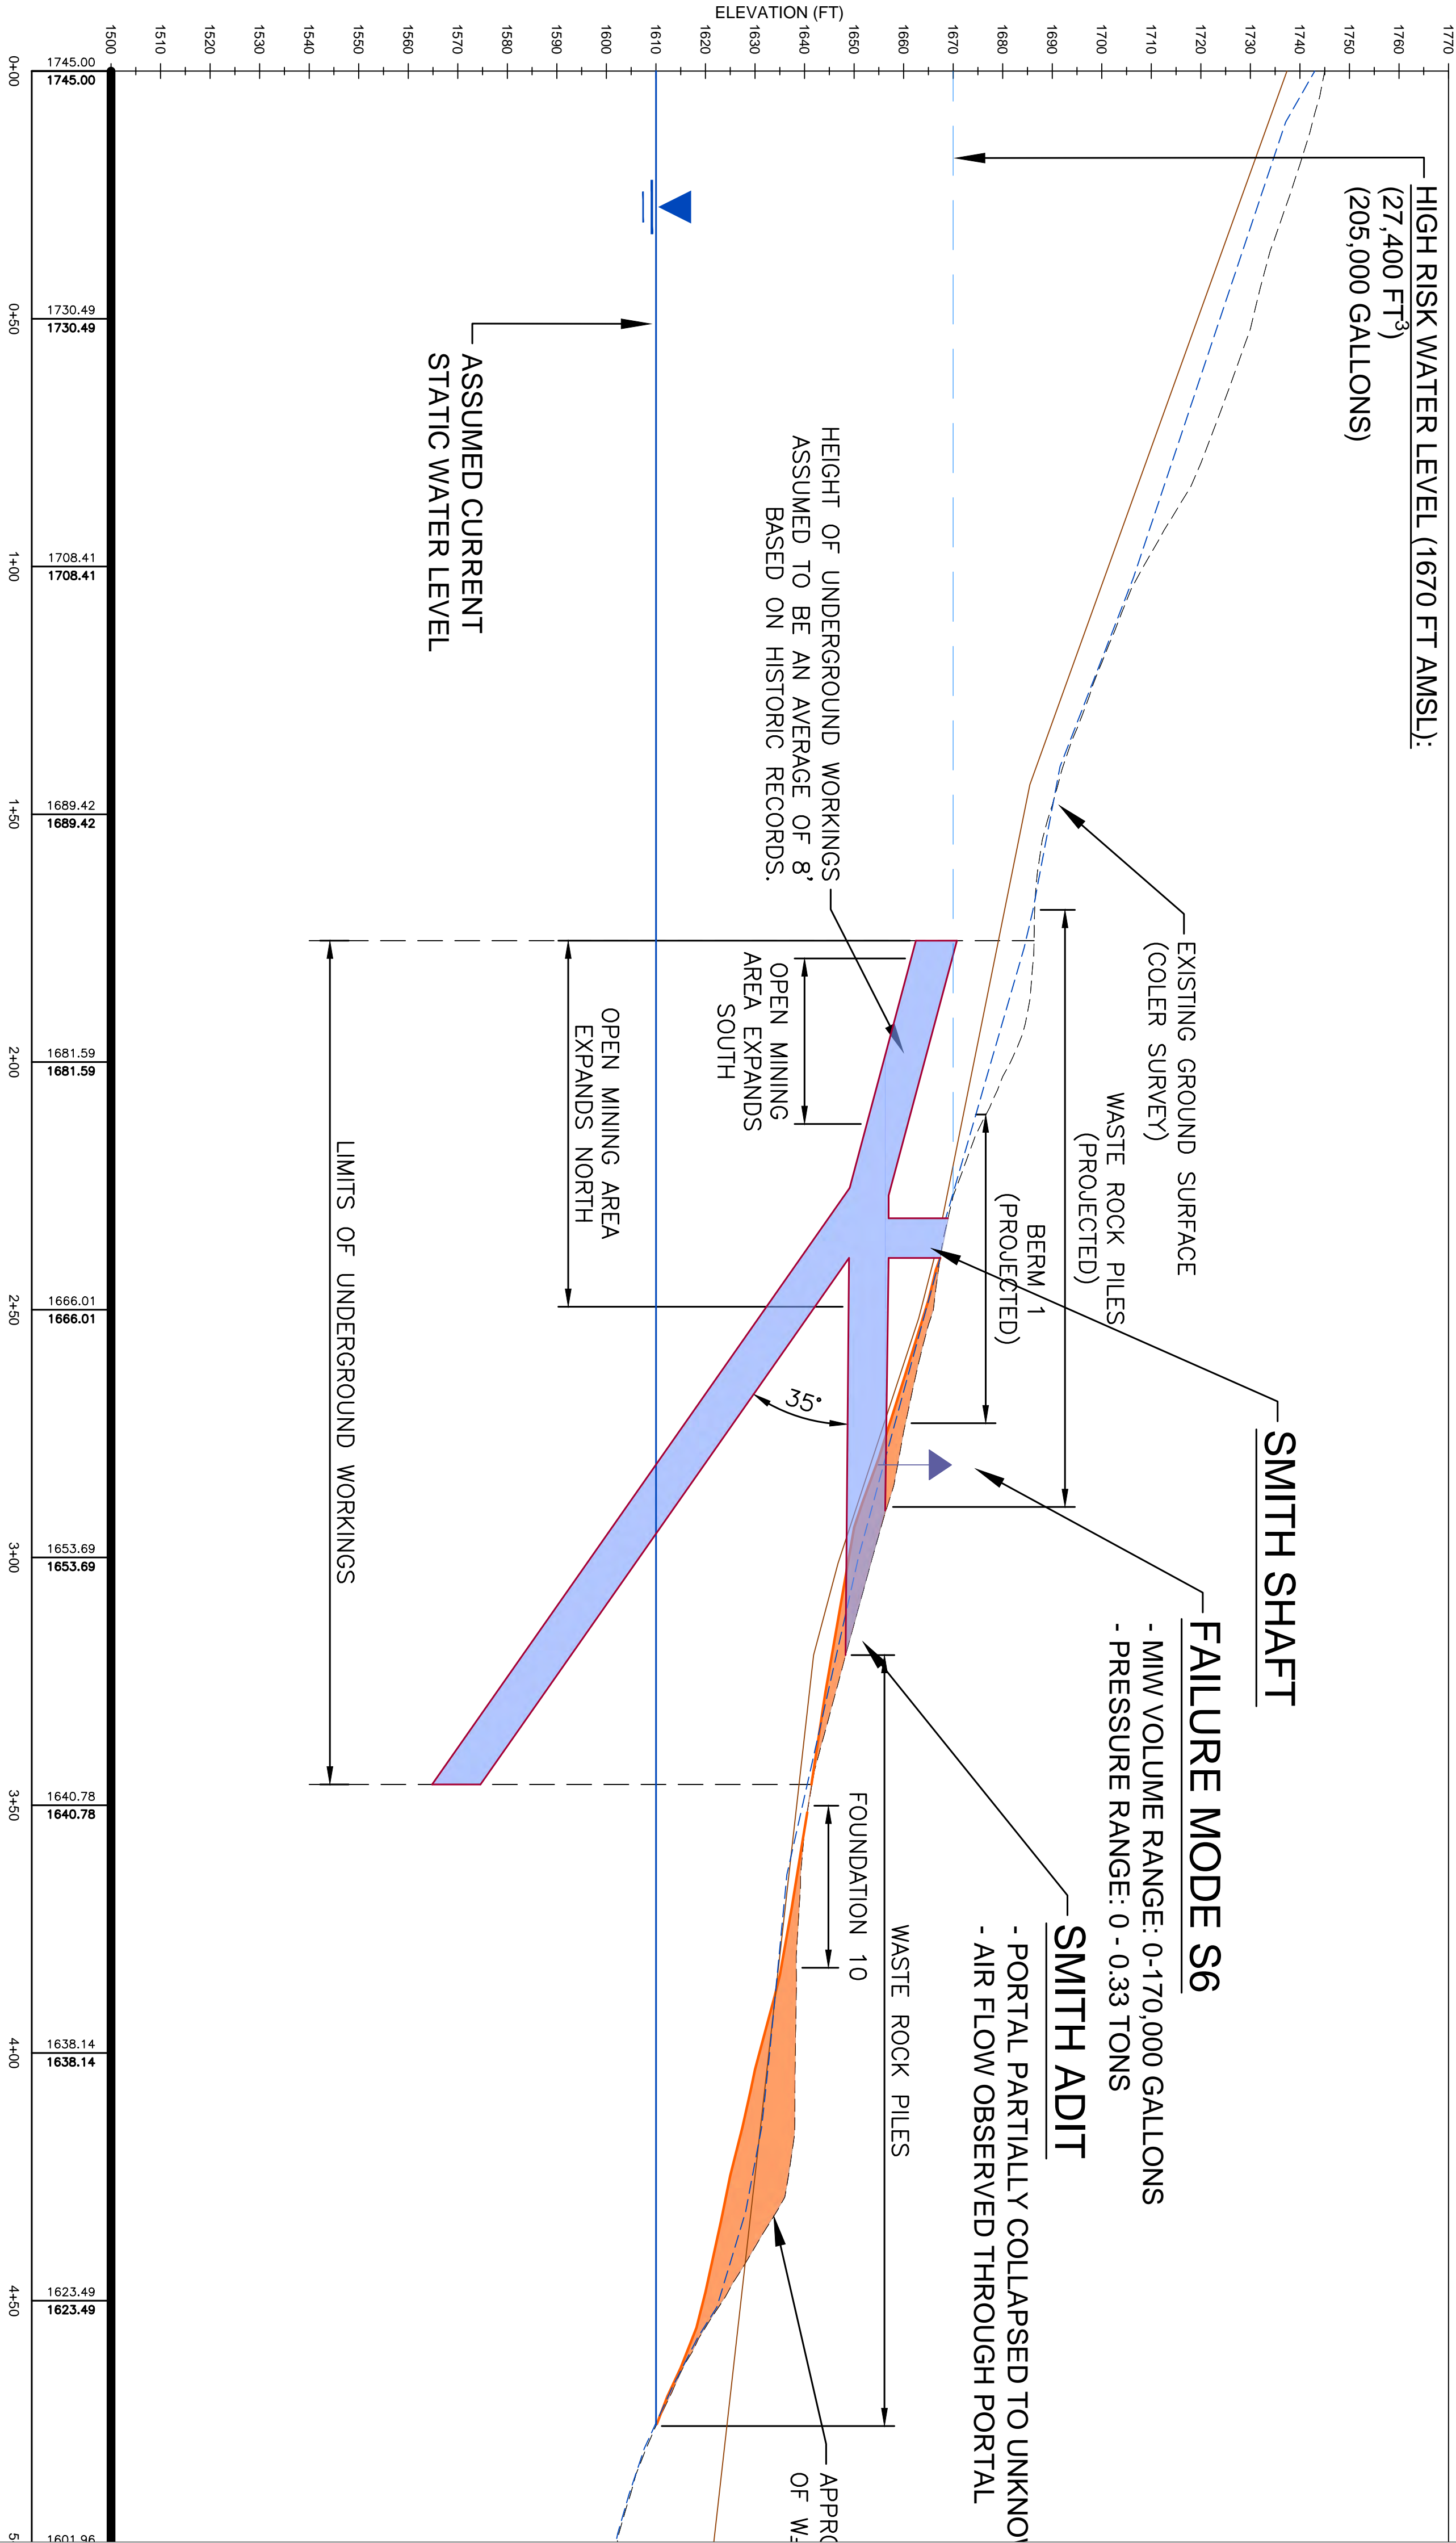 HIGH RISK WATER LEVEL (1670 FT AMSL):
(27,400 FT³)
(205,000 GALLONS)
EXISTING GROUND SURFACE
(COLER SURVEY)
WASTE ROCK PILES
(PROJECTED)
BERM 1
(PROJECTED)
SMITH SHAFT
FAILURE MODE S6
- MIW VOLUME RANGE: 0-170,000 GALLONS
- PRESSURE RANGE: 0 - 0.33 TONS
SMITH ADIT
- PORTAL PARTIALLY COLLAPSED TO
- AIR FLOW OBSERVED THROUGH PORTAL
HEIGHT OF UNDERGROUND WORKINGS
ASSUMED TO BE AN AVERAGE OF 8'
BASED ON HISTORIC RECORDS.
OPEN MINING
AREA EXPANDS
SOUTH
OPEN MINING AREA
EXPANDS NORTH
35°
WASTE ROCK PILES
FOUNDATION 10
OF
ASSUMED CURRENT
STATIC WATER LEVEL
LIMITS OF UNDERGROUND WORKINGS
ELEVATION (FT)
1770
1760
1750
1740
1730
1720
1710
1700
1690
1680
1670
1660
1650
1640
1630
1620
1610
1600
1590
1580
1570
1560
1550
1540
1530
1520
1510
1500
1745.00 1730.49 1708.41 1689.42 1681.59 1666.01 1653.69 1640.78 1638.14 1623.49 1601.96
1745.00 1730.49 1708.41 1689.42 1681.59 1666.01 1653.69 1640.78 1638.14 1623.49
0+00 0+50 1+00 1+50 2+00 2+50 3+00 3+50 4+00 4+50 5